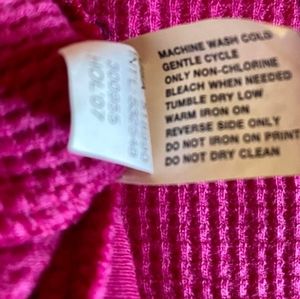 MACHINE WASH COLD
GENTLE CYCLE
ONLY NON-CHLORINE
BLEACH WHEN NEEDED
TUMBLE DRY LOW
WARM IRON ON
REVERSE SIDE ONLY
DO NOT IRON ON PRINT
DO NOT DRY CLEAN
HOL07